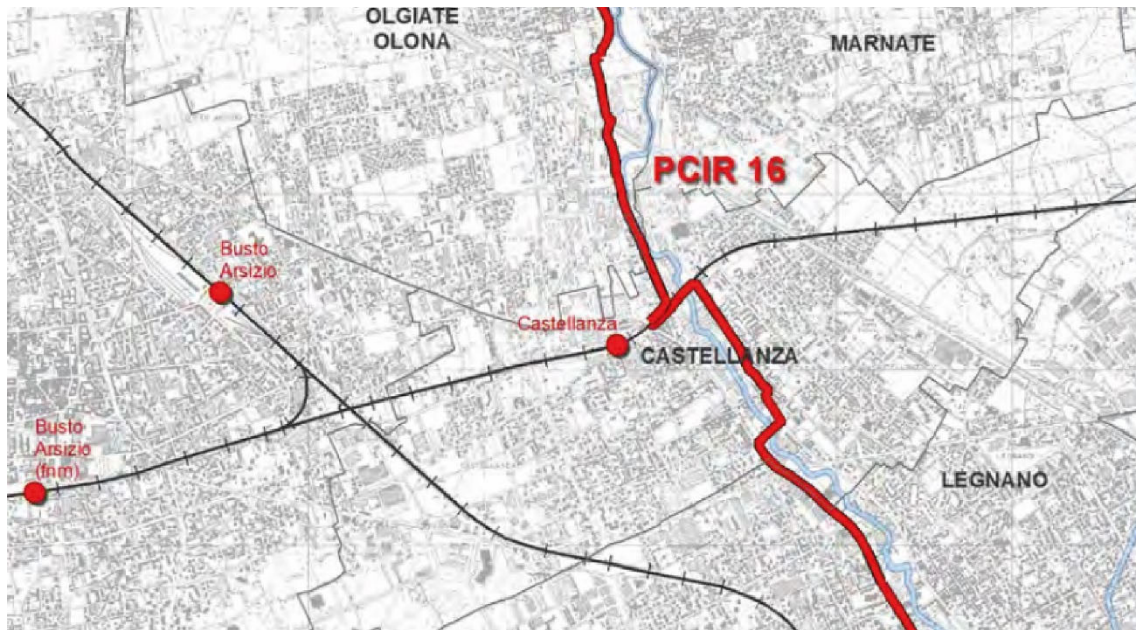 OLGIATE
OLONA
MARNATE
PCIR 16
Busto
Arsizio
Castellanza
CASTELLANZA
Busto
Arsizio
(fnm)
LEGNANO